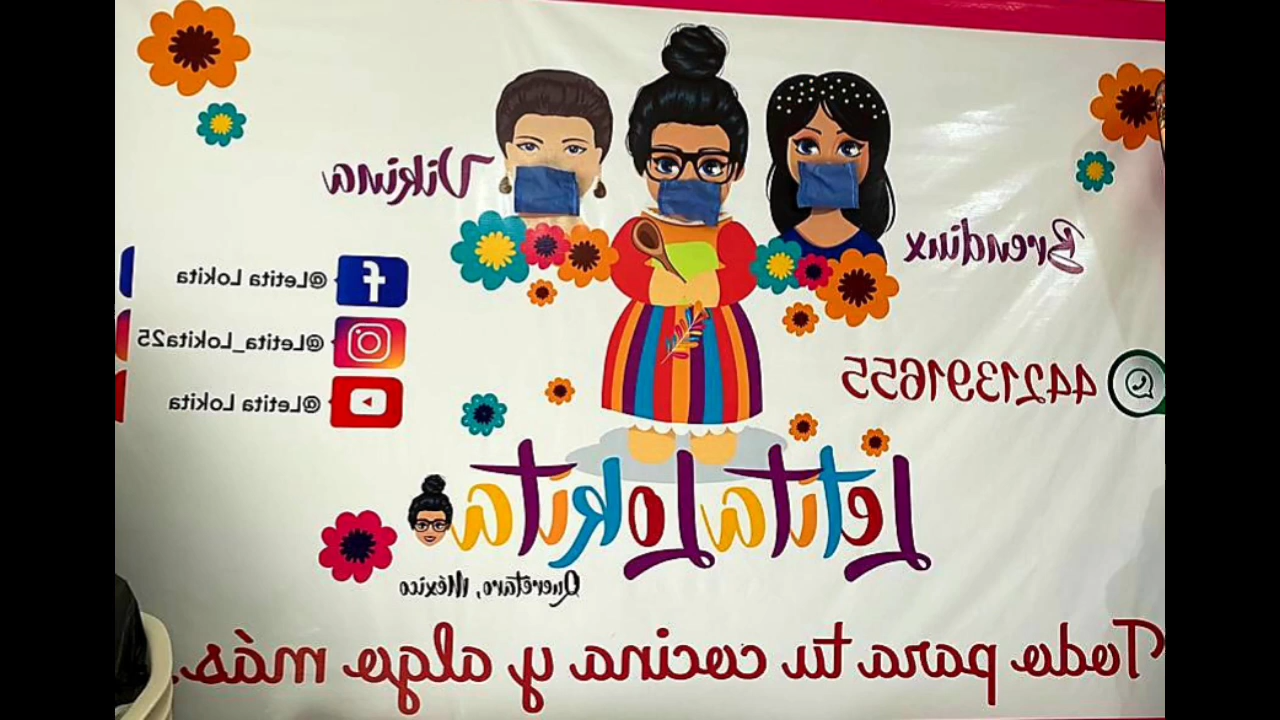 Vikina
Brendiux
@Letita Lokita
@Letita_Lokita25
@Letita Lokita
4421391655
Letita Lokita
Querétaro, México
Todo para tu cocina y algo más.